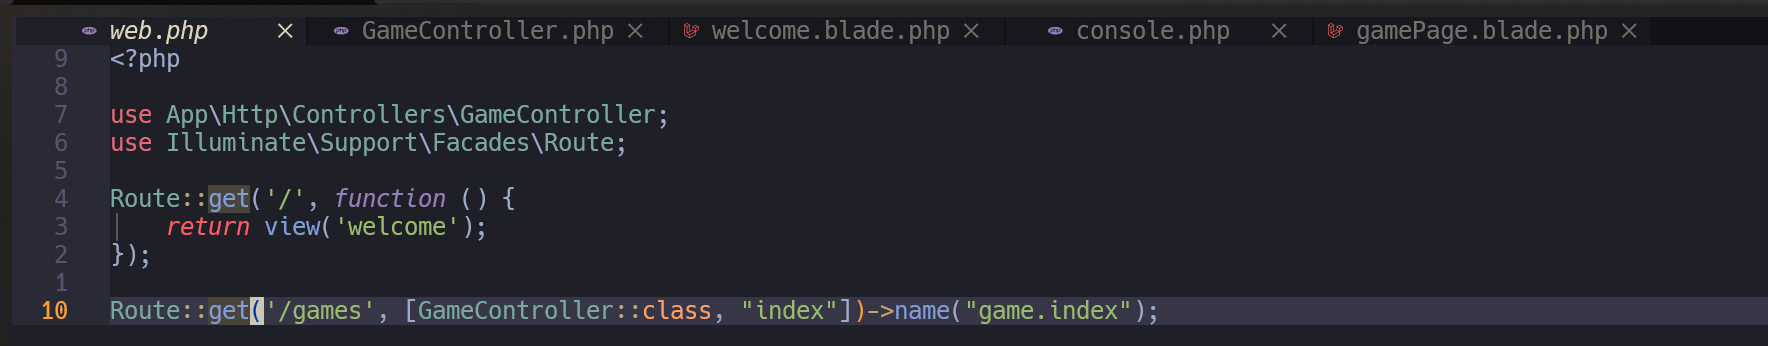 web.php × GameController.php × welcome.blade.php × console.php × gamePage.blade.php ×
9 <?php
8
7 use App\Http\Controllers\GameController;
6 use Illuminate\Support\Facades\Route;
5
4 Route::get('/', function () {
3     return view('welcome');
2 });
1
10 Route::get('/games', [GameController::class, "index"])->name("game.index");